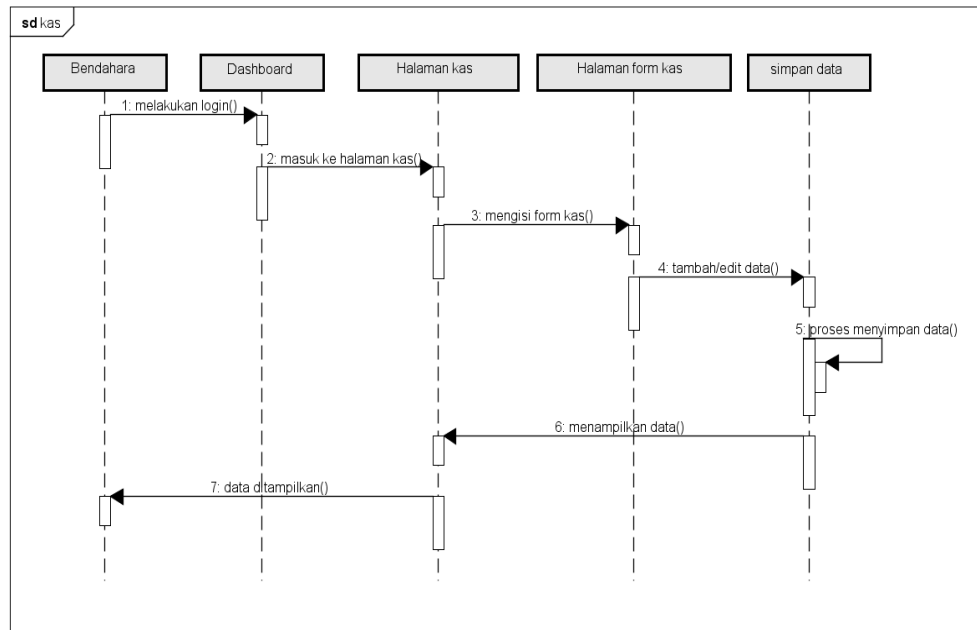 sd kas
Bendahara
Dashboard
Halaman kas
Halaman form kas
simpan data
1: melakukan login()
2: masuk ke halaman kas()
3: mengisi form kas()
4: tambah/edit data()
5: proses menyimpan data()
6: menampilkan data()
7: data ditampilkan()